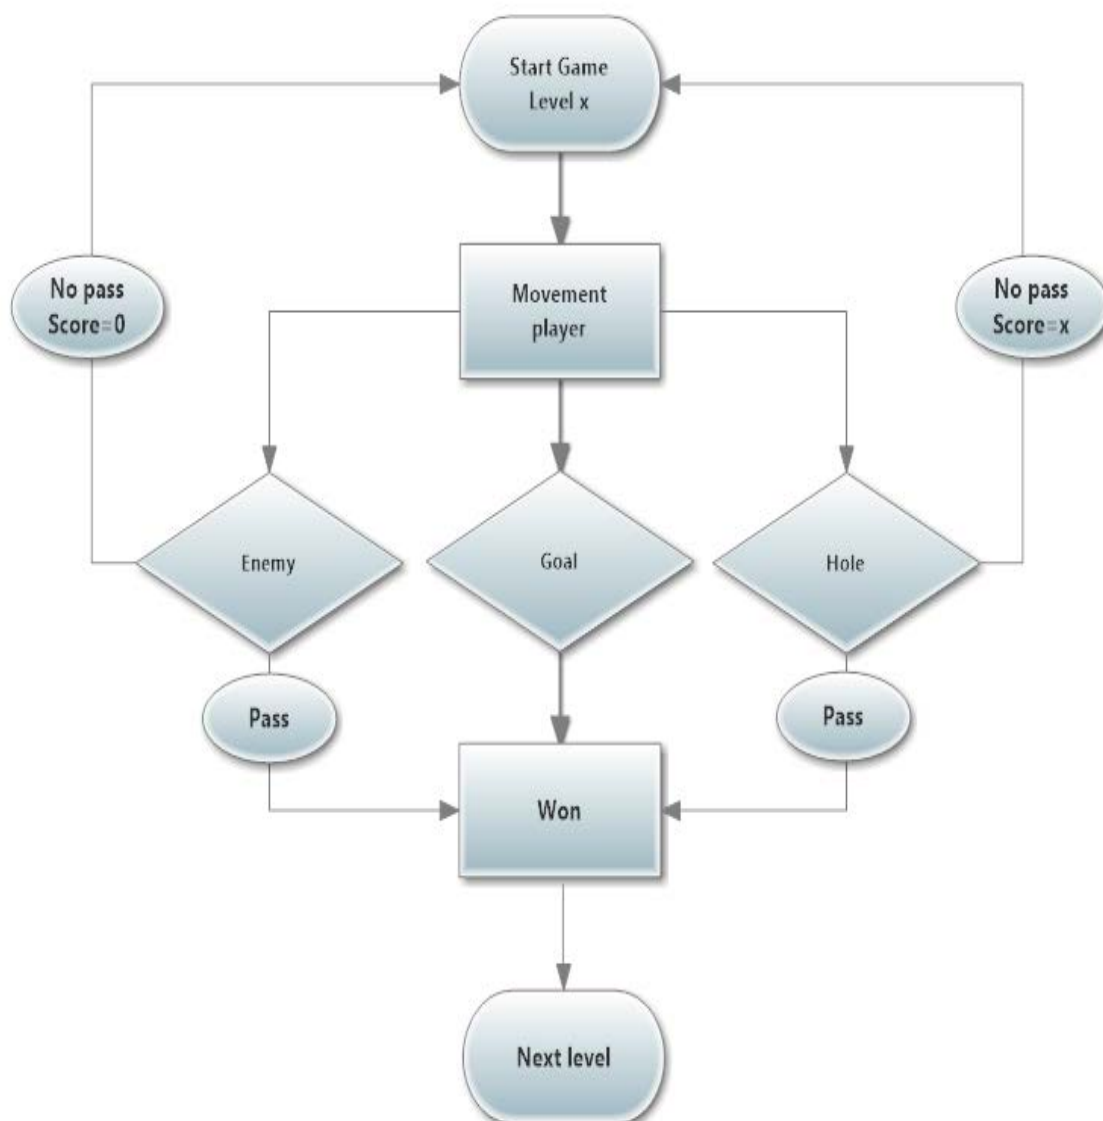 Start Game
Level x
No pass
Score=0
Movement
player
No pass
Score=x
Enemy
Goal
Hole
Pass
Pass
Won
Next level